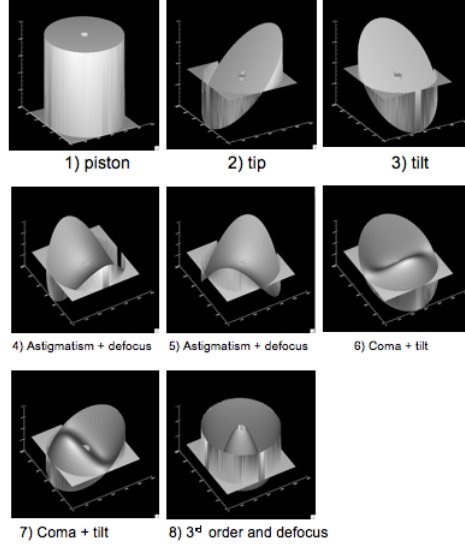 1) piston
2) tip
3) tilt
4) Astigmatism + defocus
5) Astigmatism + defocus
6) Coma + tilt
7) Coma + tilt
8) 3rd order and defocus